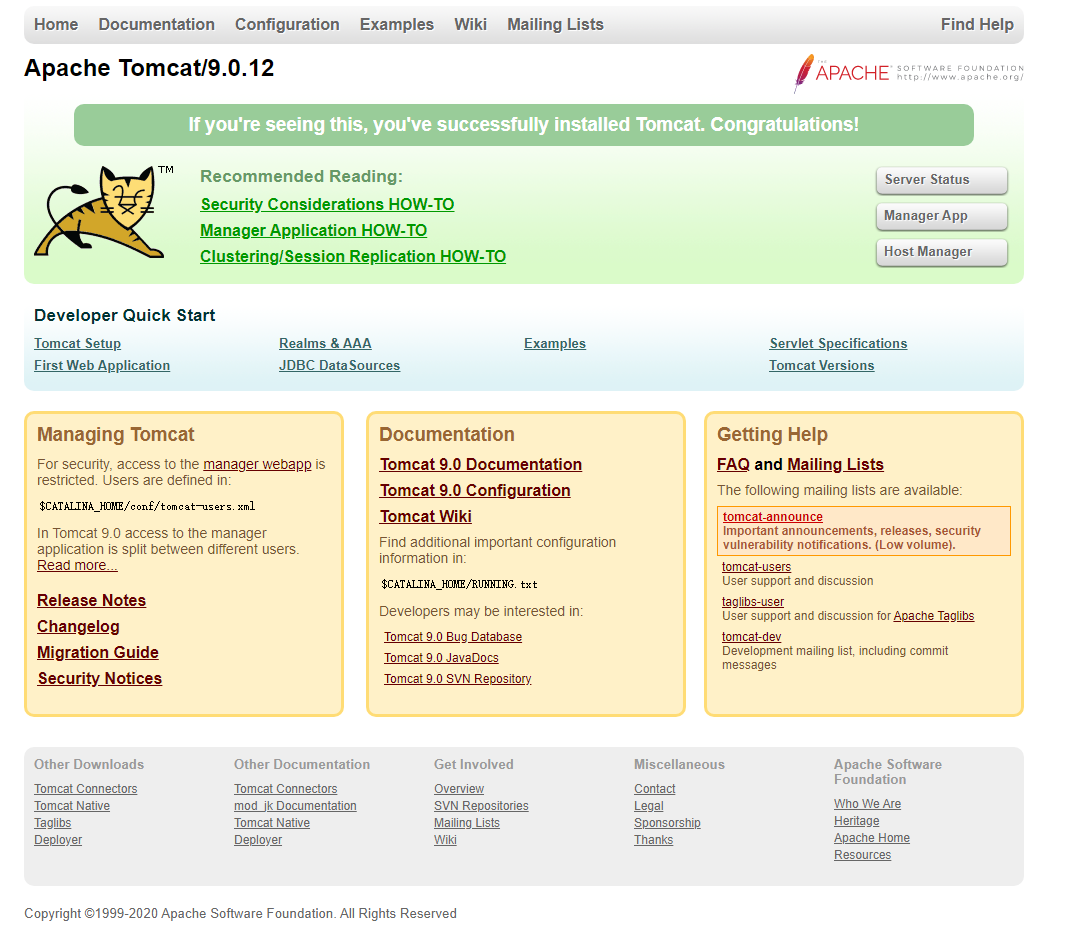 Home Documentation Configuration Examples Wiki Mailing Lists Find Help
Apache Tomcat/9.0.12
THE APACHE® SOFTWARE FOUNDATION
http://www.apache.org/
If you're seeing this, you've successfully installed Tomcat. Congratulations!
TM
Recommended Reading:
Security Considerations HOW-TO
Manager Application HOW-TO
Clustering/Session Replication HOW-TO
Server Status
Manager App
Host Manager
Developer Quick Start
Tomcat Setup
First Web Application
Realms & AAA
JDBC DataSources
Examples
Servlet Specifications
Tomcat Versions
Managing Tomcat
For security, access to the manager webapp is
restricted. Users are defined in:
$CATALINA_HOME/conf/tomcat-users.xml
In Tomcat 9.0 access to the manager
application is split between different users.
Read more...
Release Notes
Changelog
Migration Guide
Security Notices
Documentation
Tomcat 9.0 Documentation
Tomcat 9.0 Configuration
Tomcat Wiki
Find additional important configuration
information in:
$CATALINA_HOME/RUNNING.txt
Developers may be interested in:
Tomcat 9.0 Bug Database
Tomcat 9.0 JavaDocs
Tomcat 9.0 SVN Repository
Getting Help
FAQ and Mailing Lists
The following mailing lists are available:
tomcat-announce
Important announcements, releases, security
vulnerability notifications. (Low volume).
tomcat-users
User support and discussion
taglibs-user
User support and discussion for Apache Taglibs
tomcat-dev
Development mailing list, including commit
messages
Other Downloads
Tomcat Connectors
Tomcat Native
Taglibs
Deployer
Other Documentation
Tomcat Connectors
mod_jk Documentation
Tomcat Native
Deployer
Get Involved
Overview
SVN Repositories
Mailing Lists
Wiki
Miscellaneous
Contact
Legal
Sponsorship
Thanks
Apache Software
Foundation
Who We Are
Heritage
Apache Home
Resources
Copyright ©1999-2020 Apache Software Foundation. All Rights Reserved